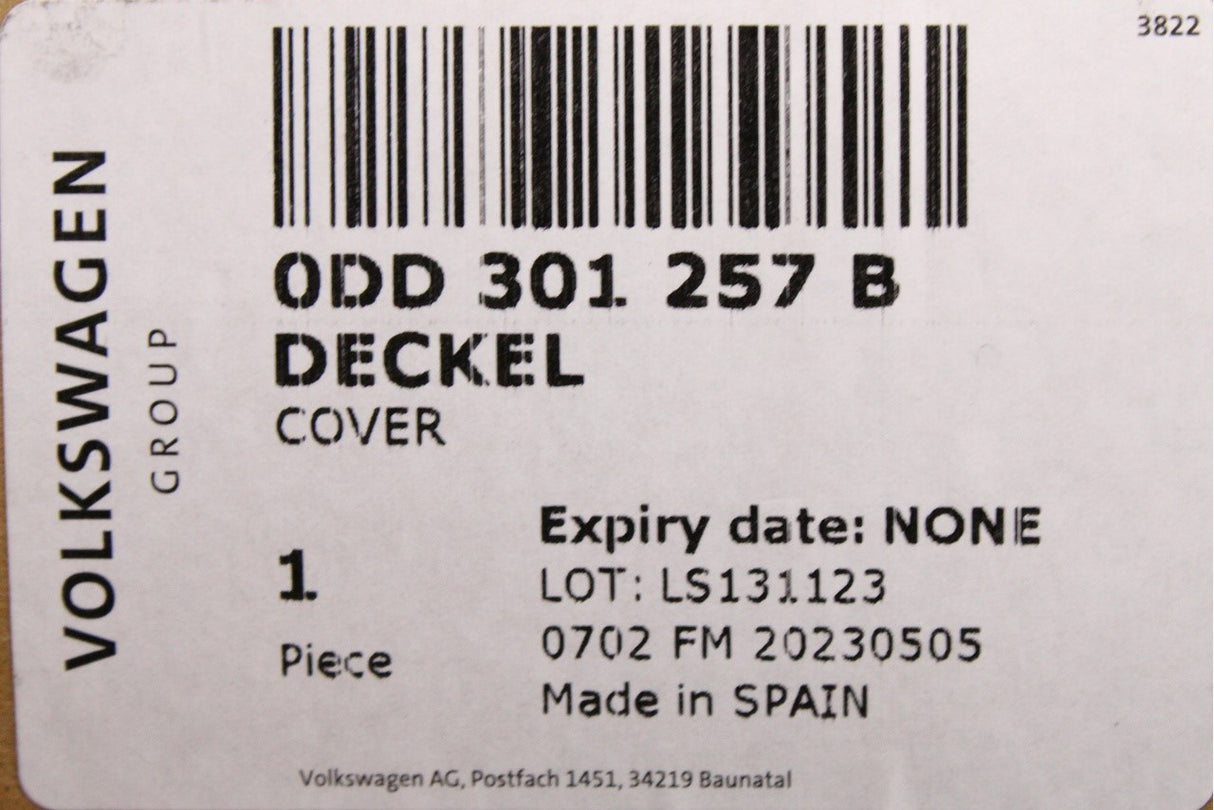 3822
VOLKSWAGEN
GROUP
0DD 301 257 B
DECKEL
COVER
1
Piece
Expiry date: NONE
LOT: LS131123
0702 FM 20230505
Made in SPAIN
Volkswagen AG, Postfach 1451, 34219 Baunatal